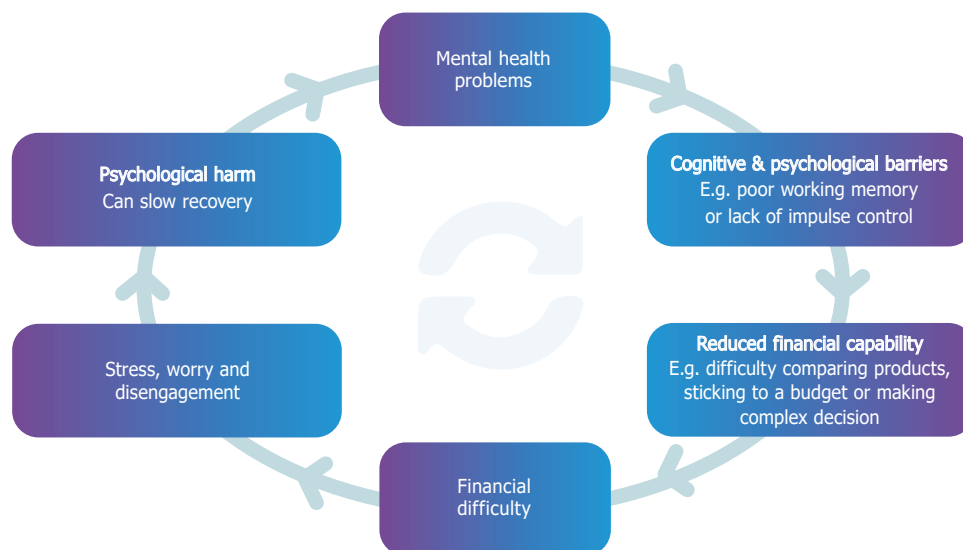 Mental health
problems
Cognitive & psychological barriers
E.g. poor working memory
or lack of impulse control
Reduced financial capability
E.g. difficulty comparing products,
sticking to a budget or making
complex decision
Financial
difficulty
Stress, worry and
disengagement
Psychological harm
Can slow recovery